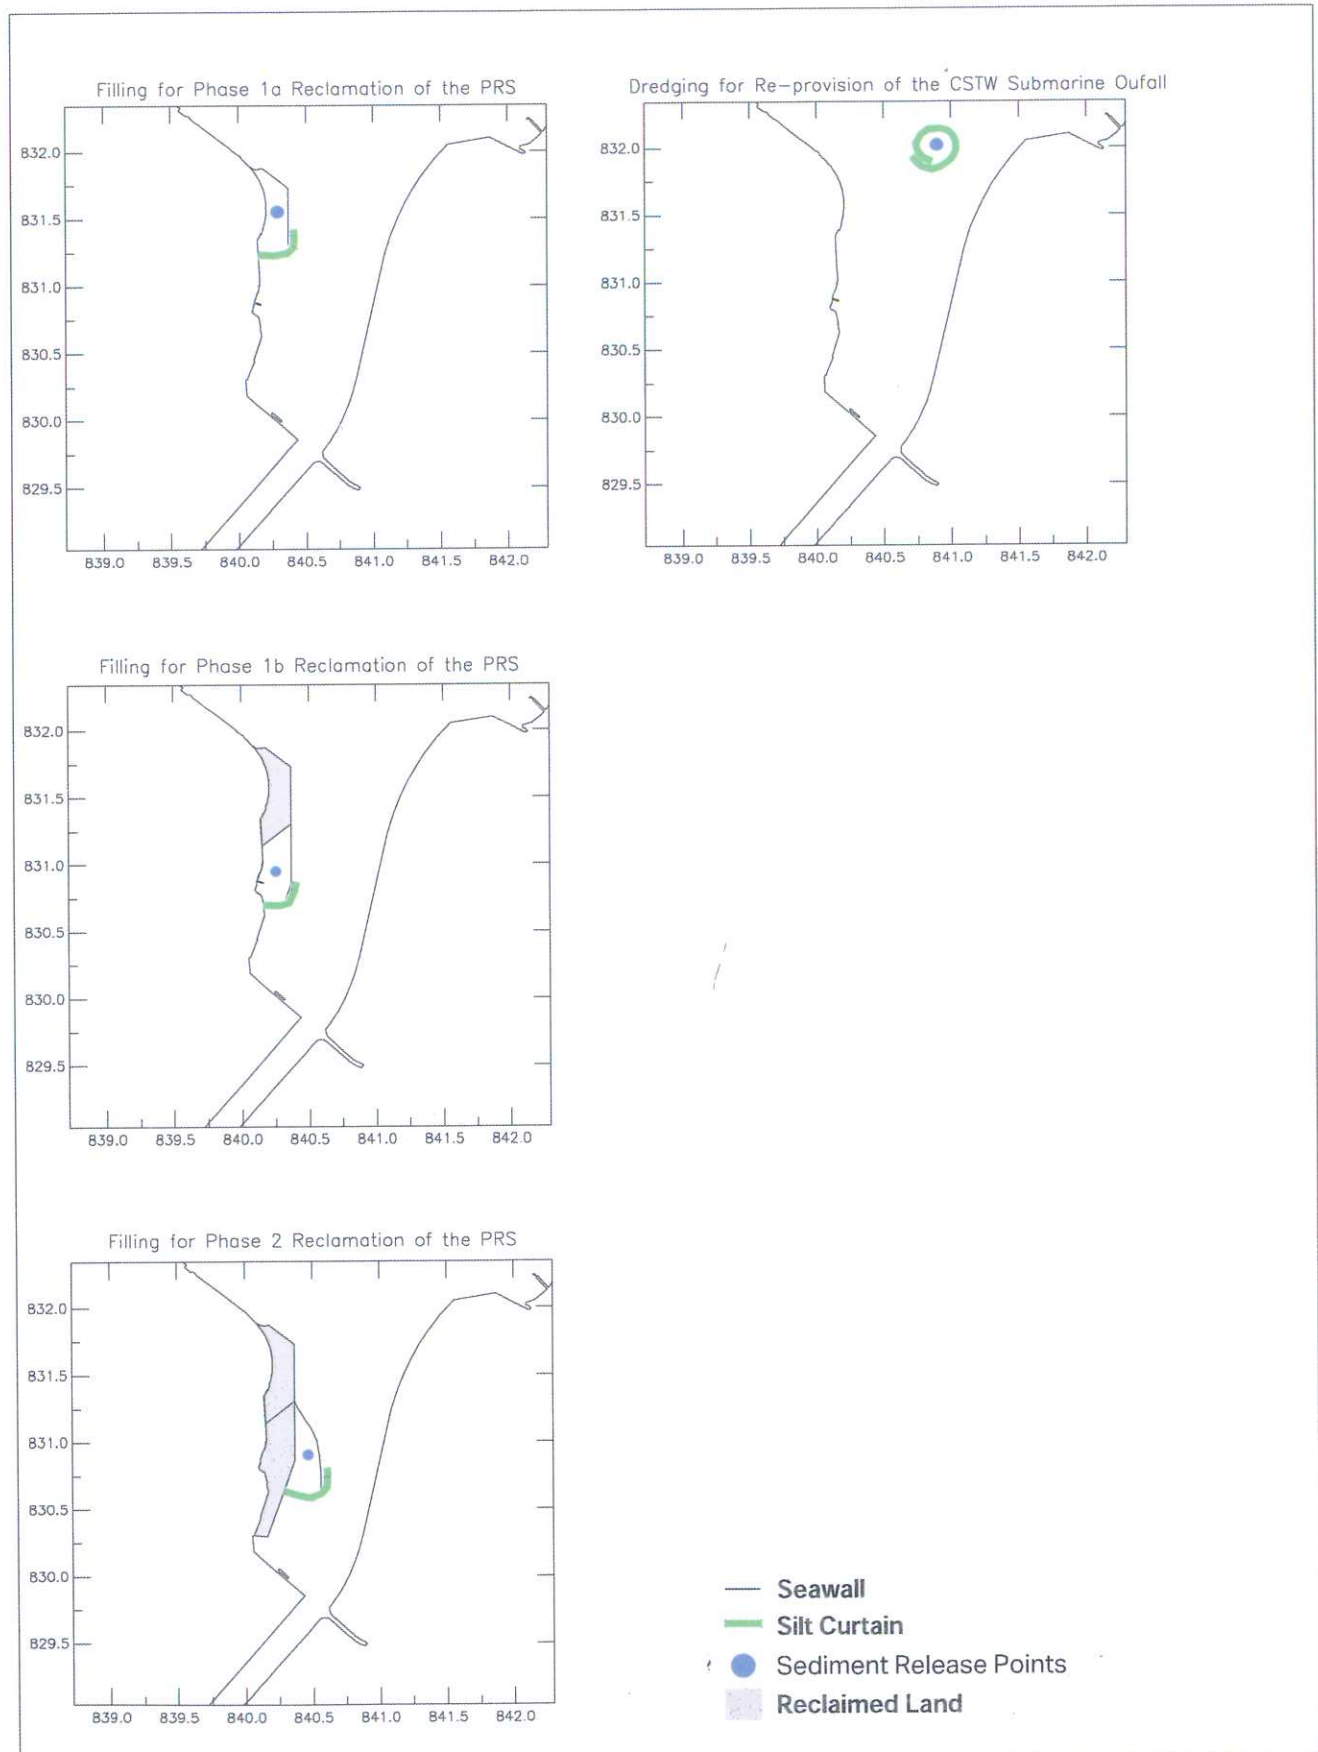 Filling for Phase 1a Reclamation of the PRS
832.0
831.5
831.0
830.5
830.0
829.5
839.0 839.5 840.0 840.5 841.0 841.5 842.0
Dredging for Re-provision of the CSTW Submarine Oufall
832.0
831.5
831.0
830.5
830.0
829.5
839.0 839.5 840.0 840.5 841.0 841.5 842.0
Filling for Phase 1b Reclamation of the PRS
832.0
831.5
831.0
830.5
830.0
829.5
839.0 839.5 840.0 840.5 841.0 841.5 842.0
Filling for Phase 2 Reclamation of the PRS
832.0
831.5
831.0
830.5
830.0
829.5
839.0 839.5 840.0 840.5 841.0 841.5 842.0
Seawall
Silt Curtain
Sediment Release Points
Reclaimed Land